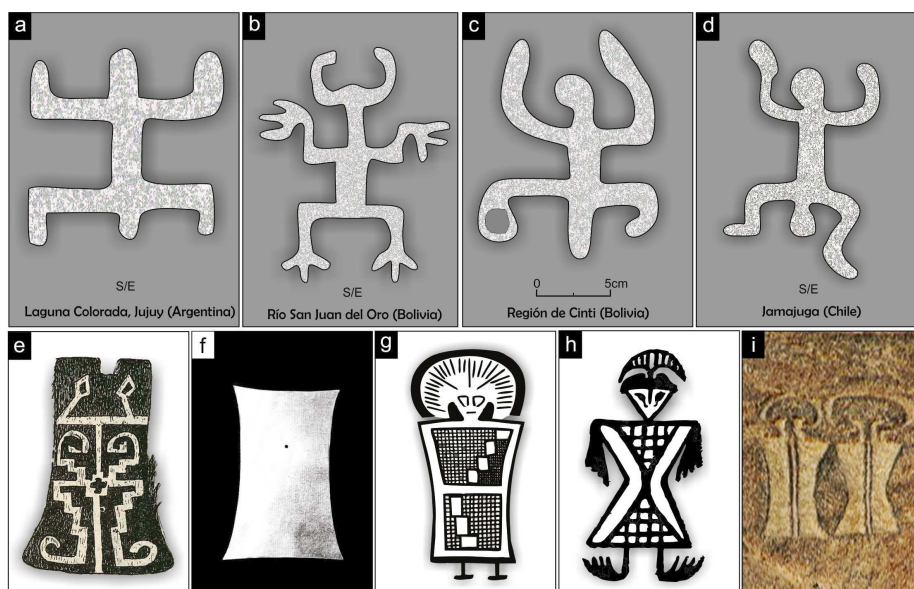 a
b
c
d
S/E
Laguna Colorada, Jujuy (Argentina)
S/E
Río San Juan del Oro (Bolivia)
0 5cm
Región de Cinti (Bolivia)
S/E
Jamajuga (Chile)
e
f
g
h
i